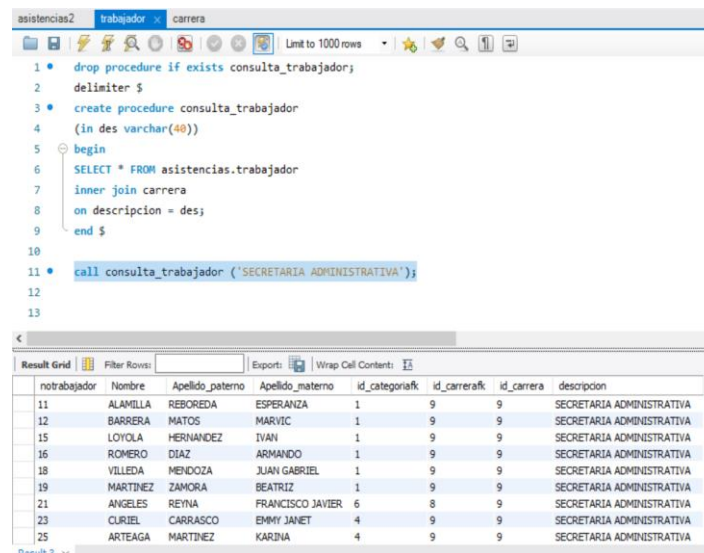 asistencias2 trabajador × carrera
Limit to 1000 rows
1 drop procedure if exists consulta_trabajador;
2 delimiter $
3 create procedure consulta_trabajador
4 (in des varchar(40))
5 begin
6 SELECT * FROM asistencias.trabajador
7 inner join carrera
8 on descripcion = des;
9 end $
10
11 call consulta_trabajador ('SECRETARIA ADMINISTRATIVA');
12
13
Result Grid Filter Rows: Export: Wrap Cell Content:
notrabajador Nombre Apellido_paterno Apellido_materno id_categoriafk id_carrerafk id_carrera descripcion
11 ALAMILLA REBOREDA ESPERANZA 1 9 9 SECRETARIA ADMINISTRATIVA
12 BARRERA MATOS MARVIC 1 9 9 SECRETARIA ADMINISTRATIVA
15 LOYOLA HERNANDEZ IVAN 1 9 9 SECRETARIA ADMINISTRATIVA
16 ROMERO DIAZ ARMANDO 1 9 9 SECRETARIA ADMINISTRATIVA
18 VILLEDA MENDOZA JUAN GABRIEL 1 9 9 SECRETARIA ADMINISTRATIVA
19 MARTINEZ ZAMORA BEATRIZ 1 9 9 SECRETARIA ADMINISTRATIVA
21 ANGELES REYNA FRANCISCO JAVIER 6 8 9 SECRETARIA ADMINISTRATIVA
23 CURIEL CARRASCO EMMY JANET 4 9 9 SECRETARIA ADMINISTRATIVA
25 ARTEAGA MARTINEZ KARINA 4 9 9 SECRETARIA ADMINISTRATIVA